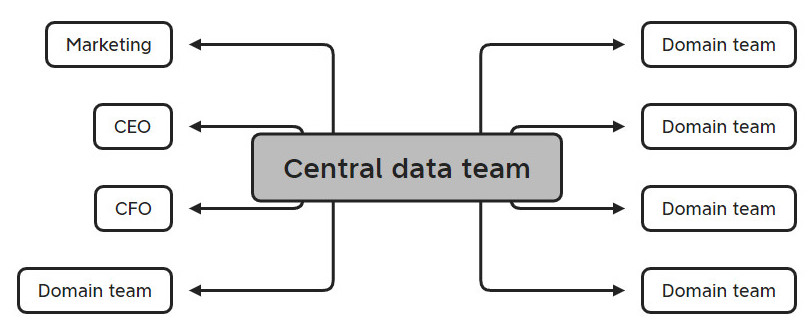 Marketing
Domain team
CEO
Domain team
Central data team
CFO
Domain team
Domain team
Domain team